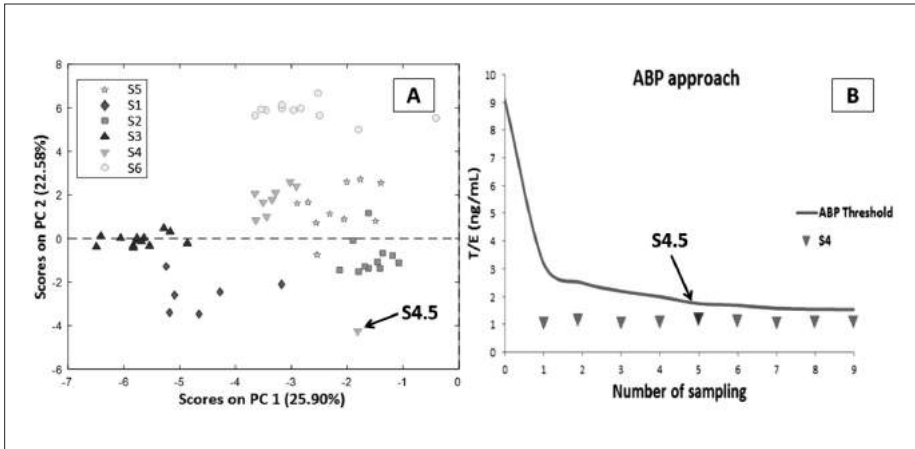 A
S5
S1
S2
S3
S4
S6
6
4
2
0
-2
-4
-6
Scores on PC 2 (22.58%)
-7
-6
-5
-4
-3
-2
-1
0
Scores on PC 1 (25.90%)
S4.5
ABP approach
B
10
9
8
7
6
5
4
3
2
1
0
T/E (ng/mL)
ABP Threshold
S4
S4.5
0
1
2
3
4
5
6
7
8
9
Number of sampling
8